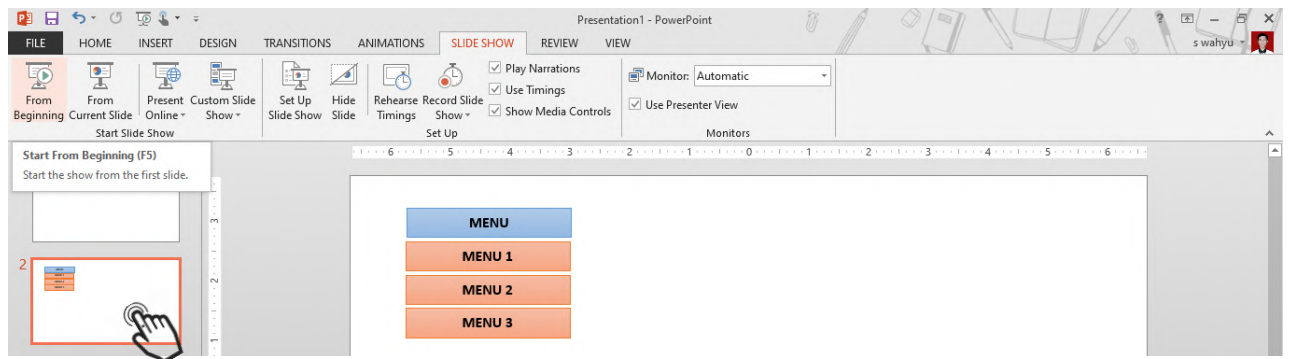 Presentation1 - PowerPoint
?
FILE HOME INSERT DESIGN TRANSITIONS ANIMATIONS SLIDE SHOW REVIEW VIEW
s wahyu
From Beginning
From Current Slide
Present Online
Custom Slide Show
Set Up Slide Show
Hide Slide
Rehearse Timings
Record Slide Show
Play Narrations
Use Timings
Show Media Controls
Monitor: Automatic
Use Presenter View
Start Slide Show
Set Up
Monitors
Start From Beginning (F5)
Start the show from the first slide.
6 5 4 3 2 1 0 1 2 3 4 5 6
3
2
1
2
MENU
MENU 1
MENU 2
MENU 3